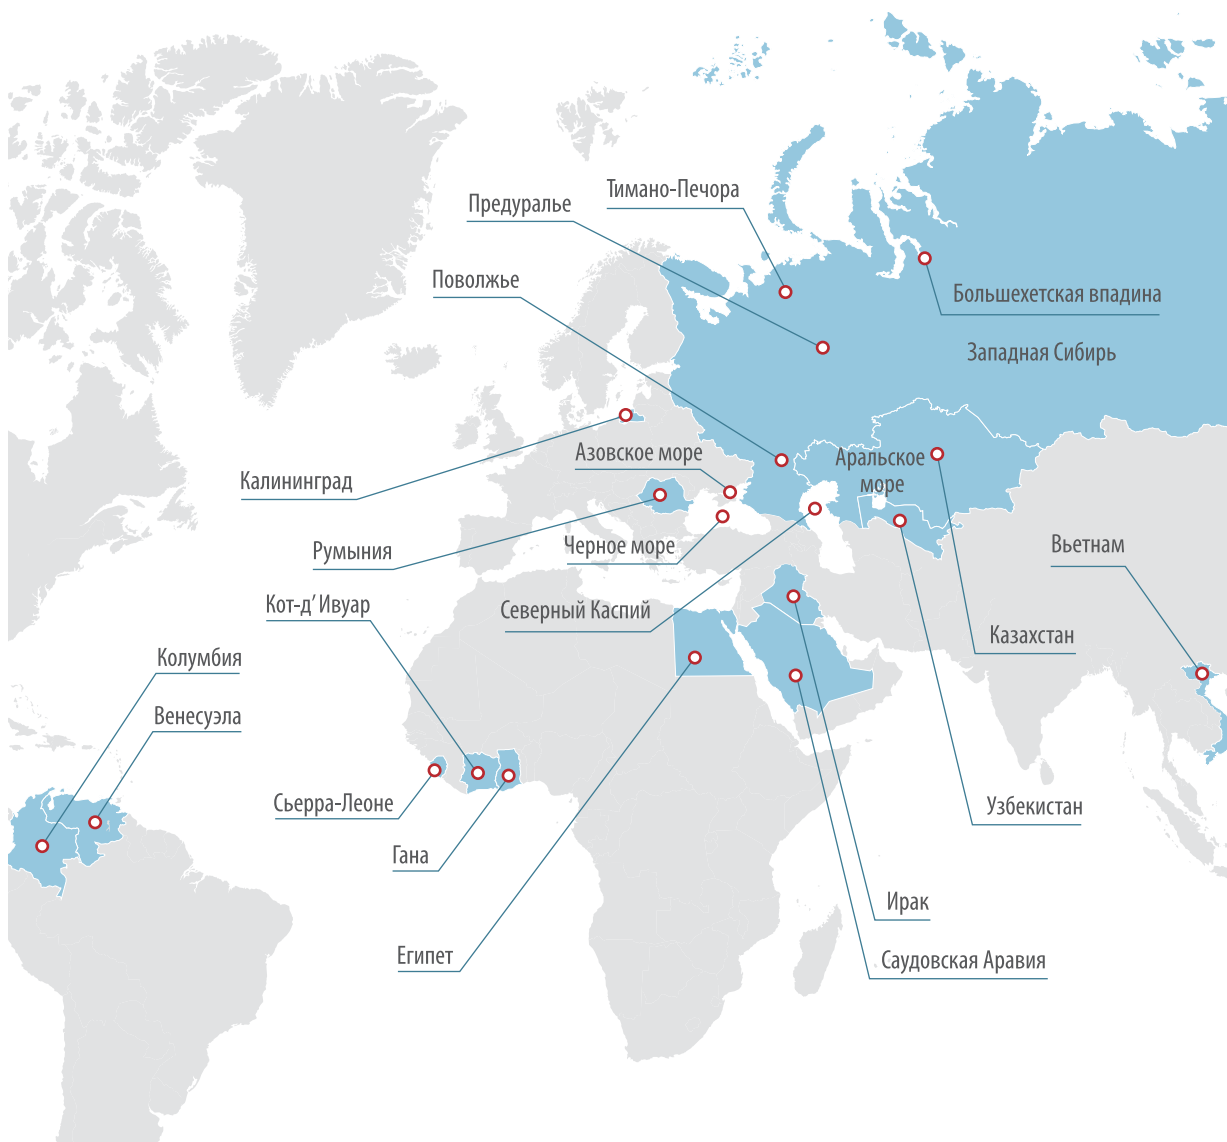 Тимано-Печора
Предуралье
Поволжье
Большехетская впадина
Западная Сибирь
Азовское море
Аральское
море
Калининград
Румыния
Черное море
Вьетнам
Кот-д’ Ивуар
Северный Каспий
Казахстан
Колумбия
Венесуэла
Сьерра-Леоне
Узбекистан
Гана
Ирак
Египет
Саудовская Аравия